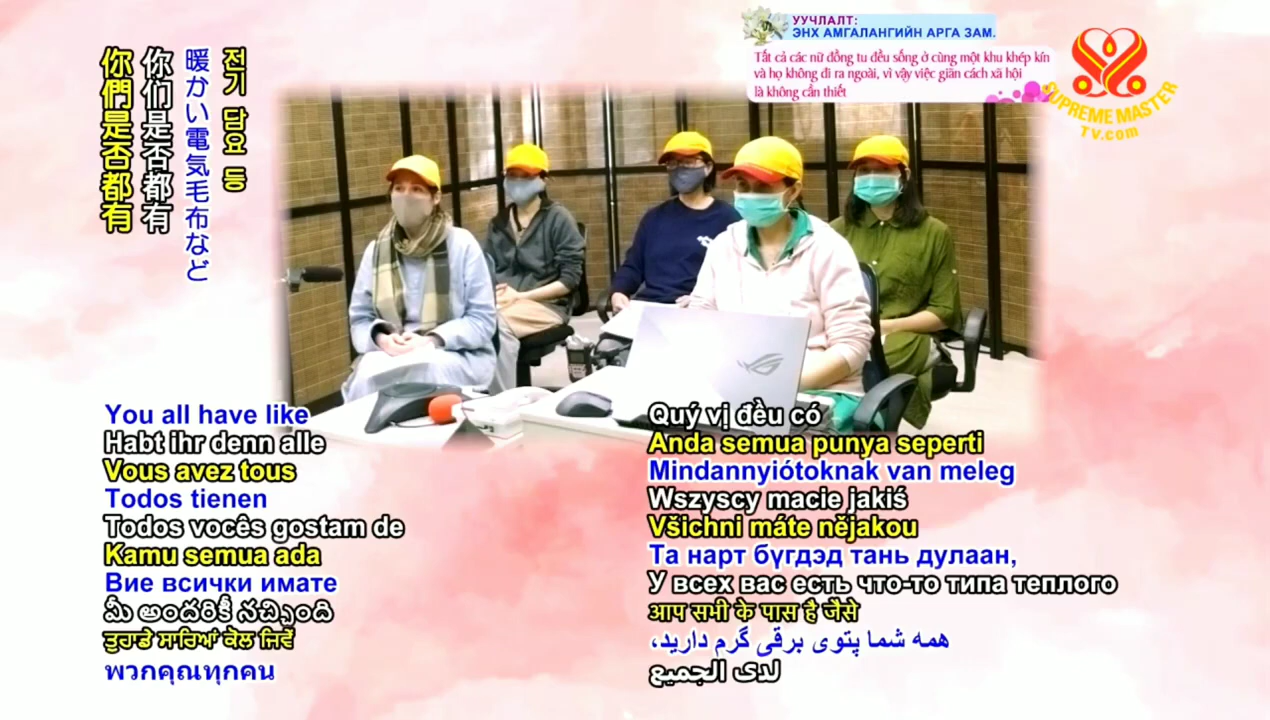 УУЧЛАЛТ:
ЭНХ АМГАЛАНГИЙН АРГА ЗАМ.
Tất cả các nữ đồng tu đều sống ở cùng một khu khép kín
và họ không đi ra ngoài, vì vậy việc giãn cách xã hội
là không cần thiết
SUPREME MASTER
TV.com
전기 담요 등
暖かい電気毛布など
你们是否都有
你們是否都有
You all have like
Habt ihr denn alle
Vous avez tous
Todos tienen
Todos vocês gostam de
Kamu semua ada
Вие всички имате
మీ అందరికీ నచ్చింది
ਤੁਹਾਡੇ ਸਾਰਿਆਂ ਕੋਲ ਜਿਵੇਂ
พวกคุณทุกคน
Quý vị đều có
Anda semua punya seperti
Mindannyiótoknak van meleg
Wszyscy macie jakiś
Všichni máte nějakou
Та нарт бүгдэд тань дулаан,
У всех вас есть что-то типа теплого
आप सभी के पास है जैसे
همه شما پتوی برقی گرم دارید،
لدى الجميع